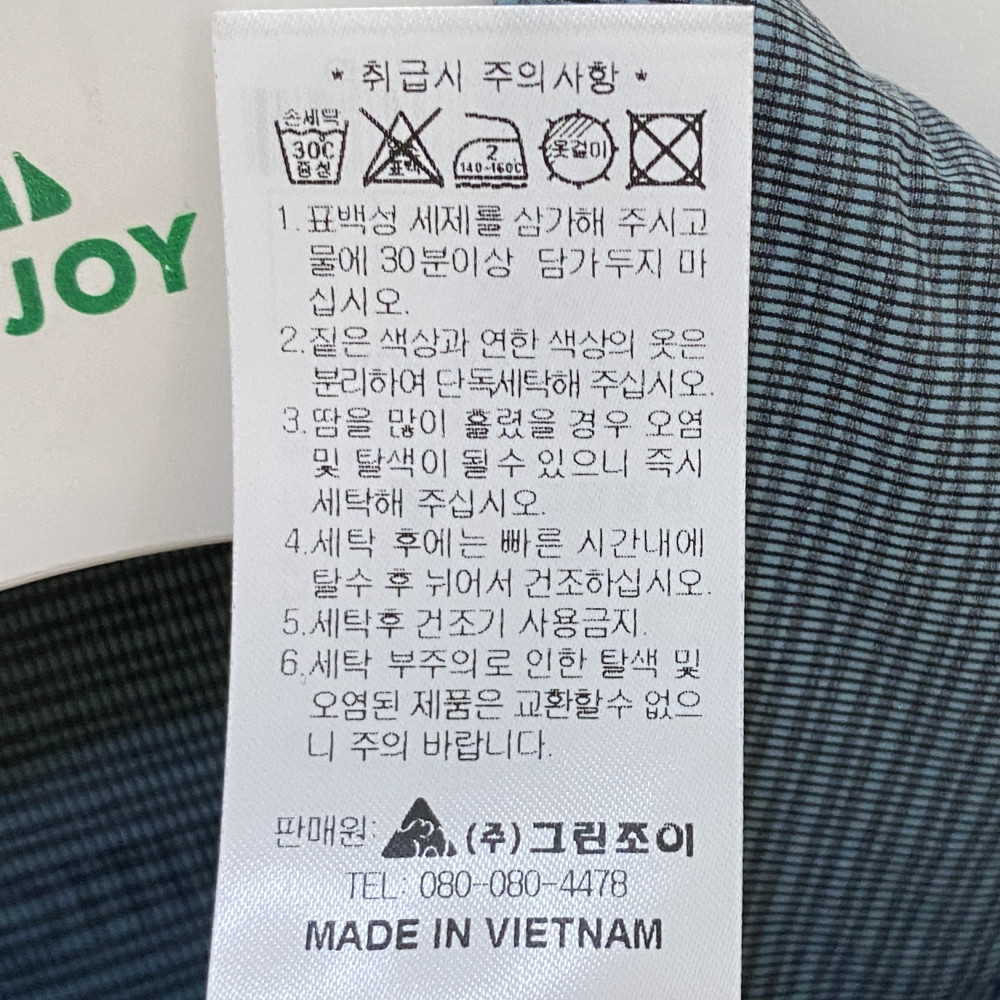 JOY
* 취급시 주의사항 *
손세탁
30℃
중성
표백
2
140~160℃
옷걸이
1. 표백성 세제를 삼가해 주시고
물에 30분이상 담가두지 마
십시오.
2. 짙은 색상과 연한 색상의 옷은
분리하여 단독세탁해 주십시오.
3. 땀을 많이 흘렸을 경우 오염
및 탈색이 될수 있으니 즉시
세탁해 주십시오.
4. 세탁 후에는 빠른 시간내에
탈수 후 뉘어서 건조하십시오.
5. 세탁후 건조기 사용금지.
6. 세탁 부주의로 인한 탈색 및
오염된 제품은 교환할수 없으
니 주의 바랍니다.
판매원: (주)그린조이
TEL: 080-080-4478
MADE IN VIETNAM